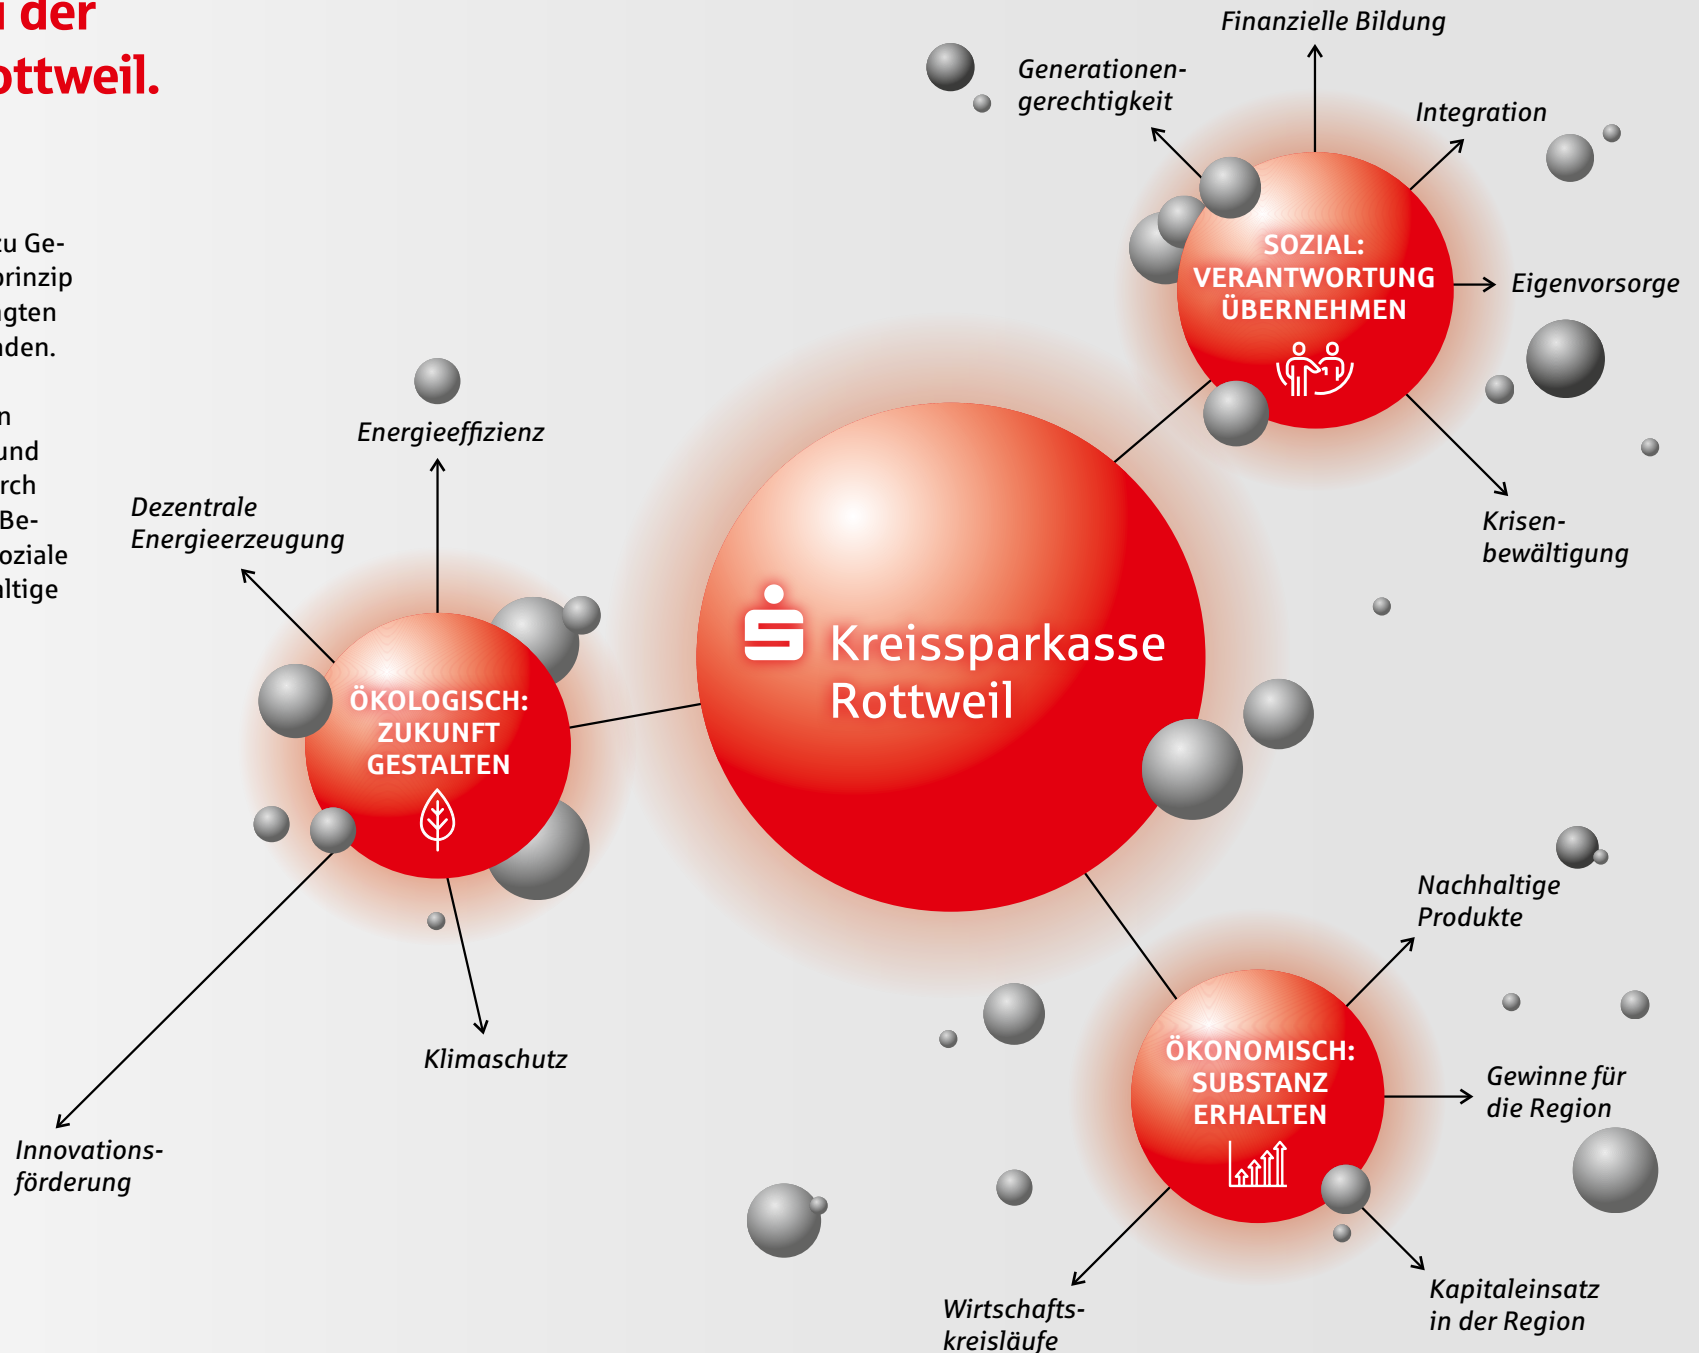 der
ottweil.
zu Ge-
prinzip
gten
nden.
n
und
rch
Be-
oziale
ltige
Finanzielle Bildung
Generationen-
gerechtigkeit
Integration
SOZIAL:
VERANTWORTUNG
ÜBERNEHMEN
Eigenvorsorge
Krisen-
bewältigung
Energieeffizienz
Dezentrale
Energieerzeugung
ÖKOLOGISCH:
ZUKUNFT
GESTALTEN
Klimaschutz
Innovations-
förderung
Kreissparkasse
Rottweil
Nachhaltige
Produkte
ÖKONOMISCH:
SUBSTANZ
ERHALTEN
Gewinne für
die Region
Kapitaleinsatz
in der Region
Wirtschafts-
kreisläufe